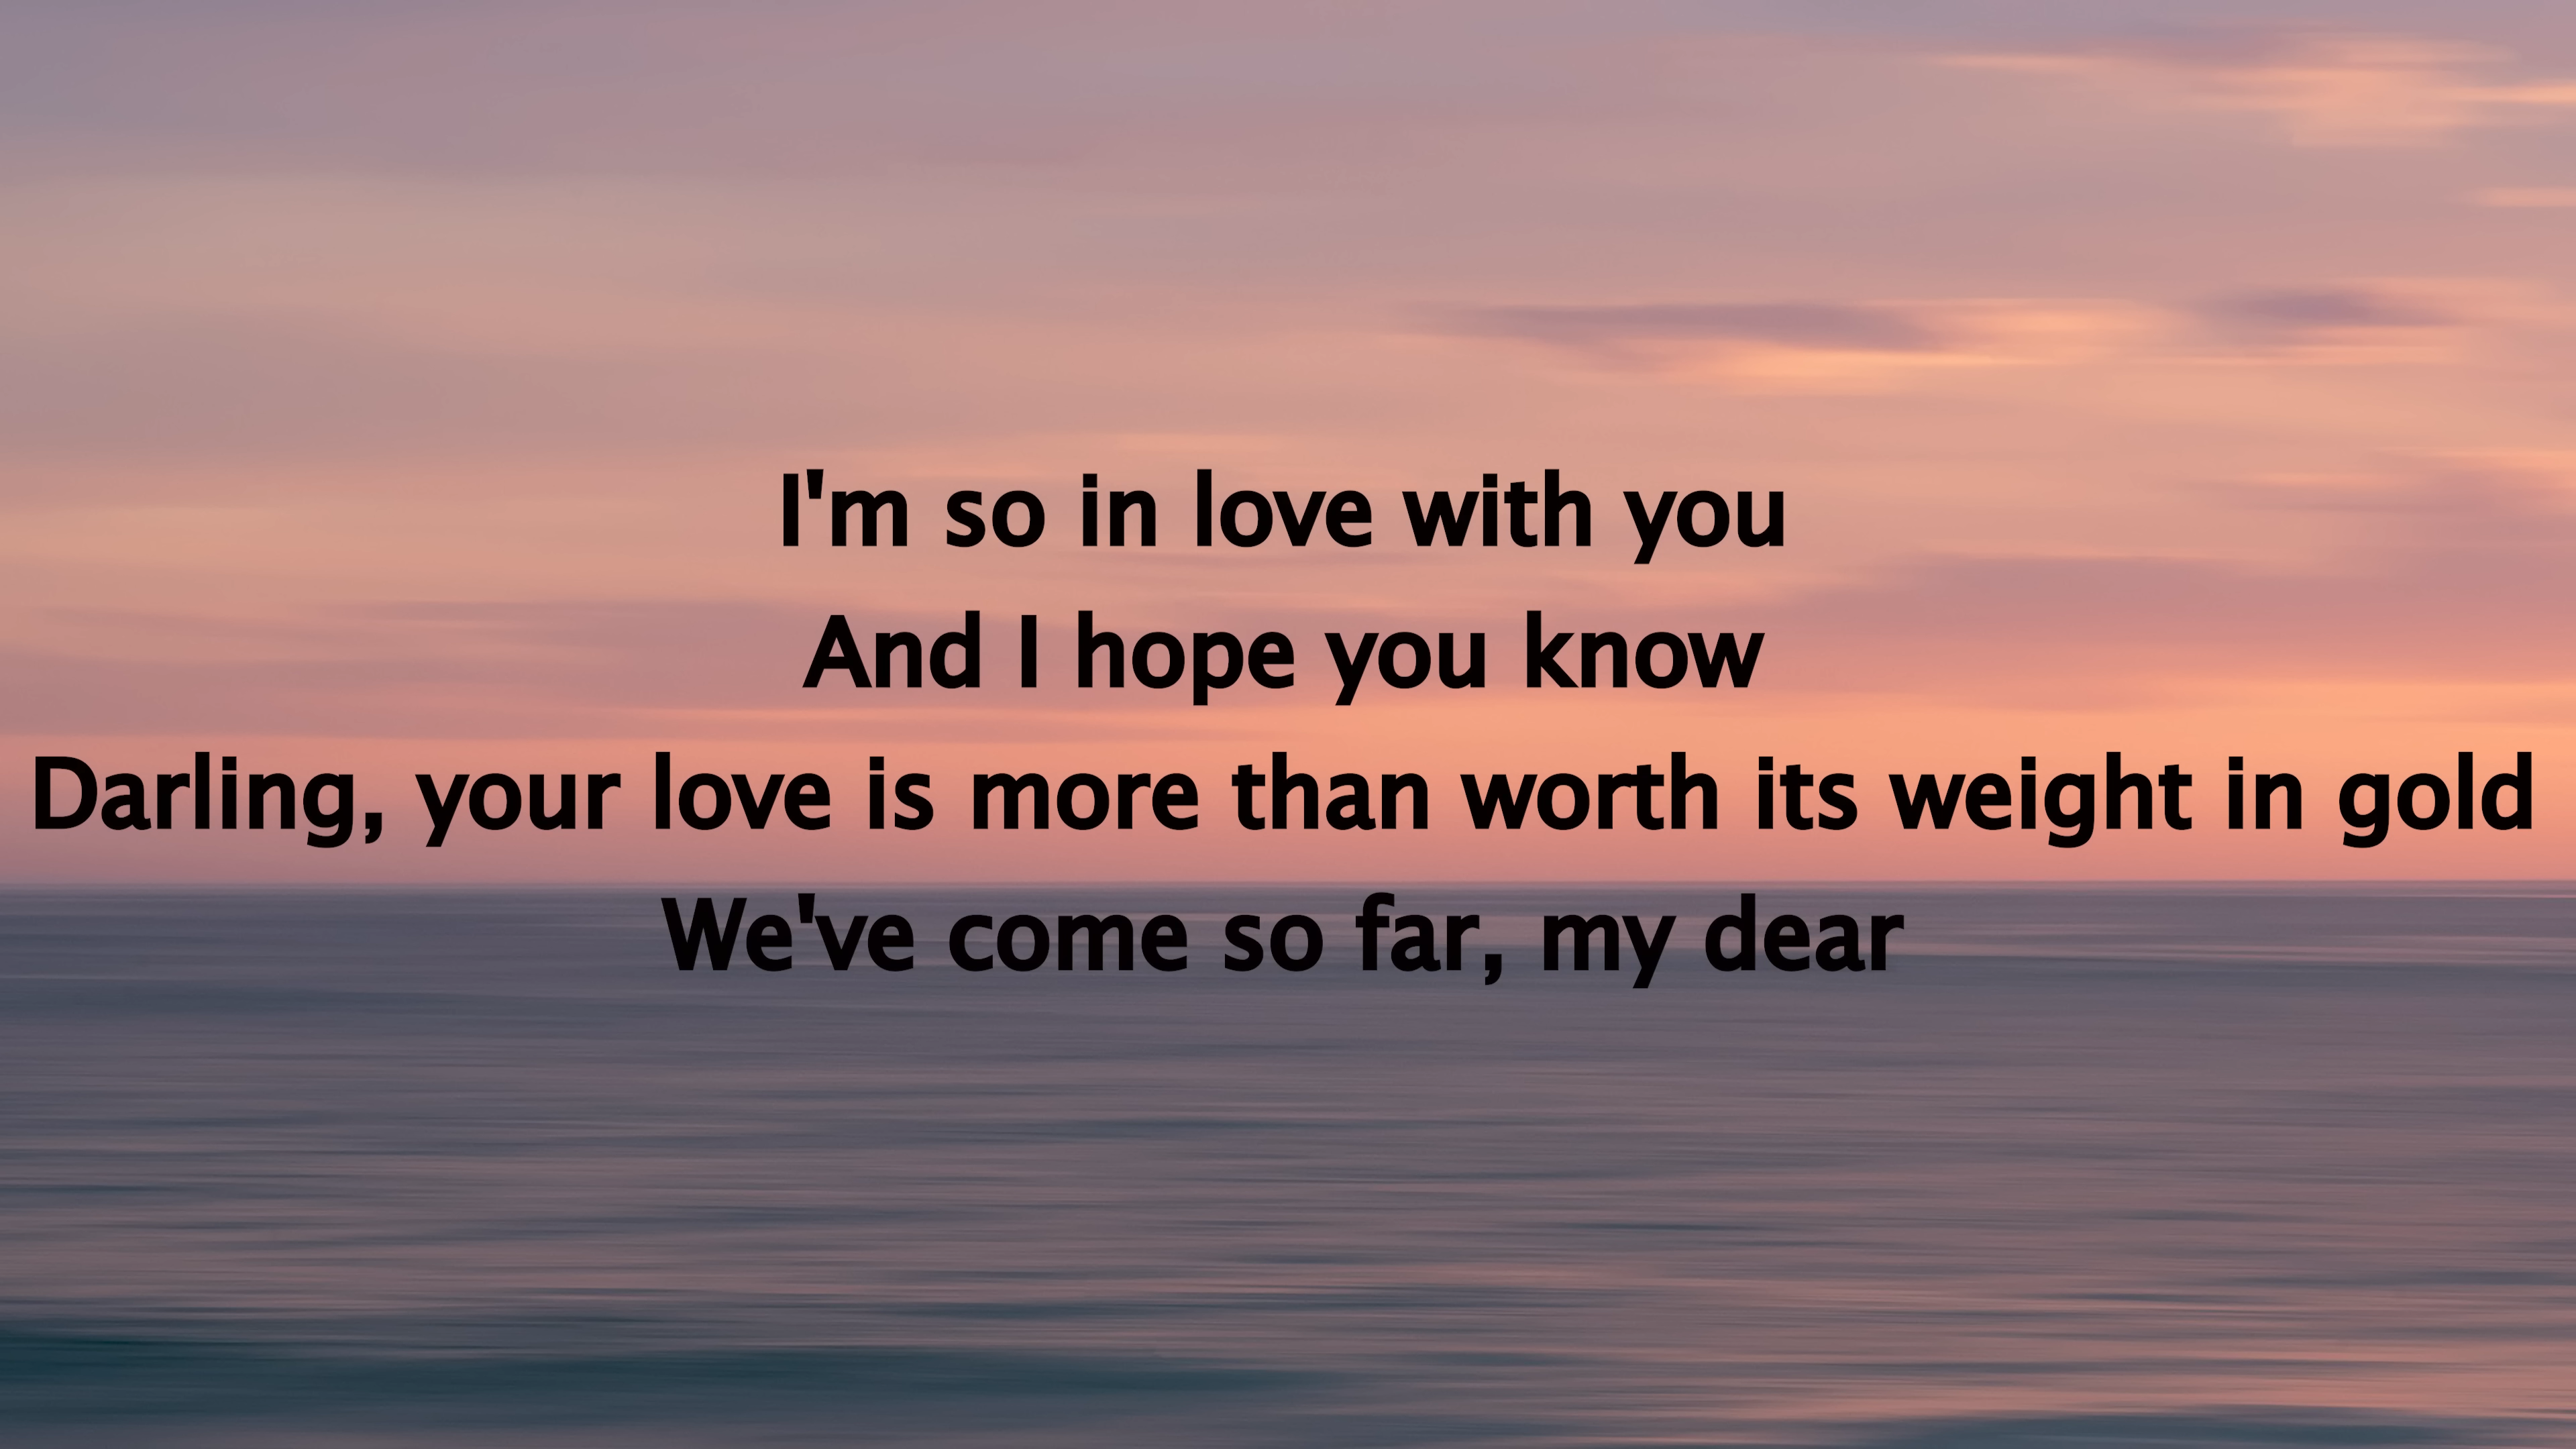 I'm so in love with you
And I hope you know
Darling, your love is more than worth its weight in gold
We've come so far, my dear